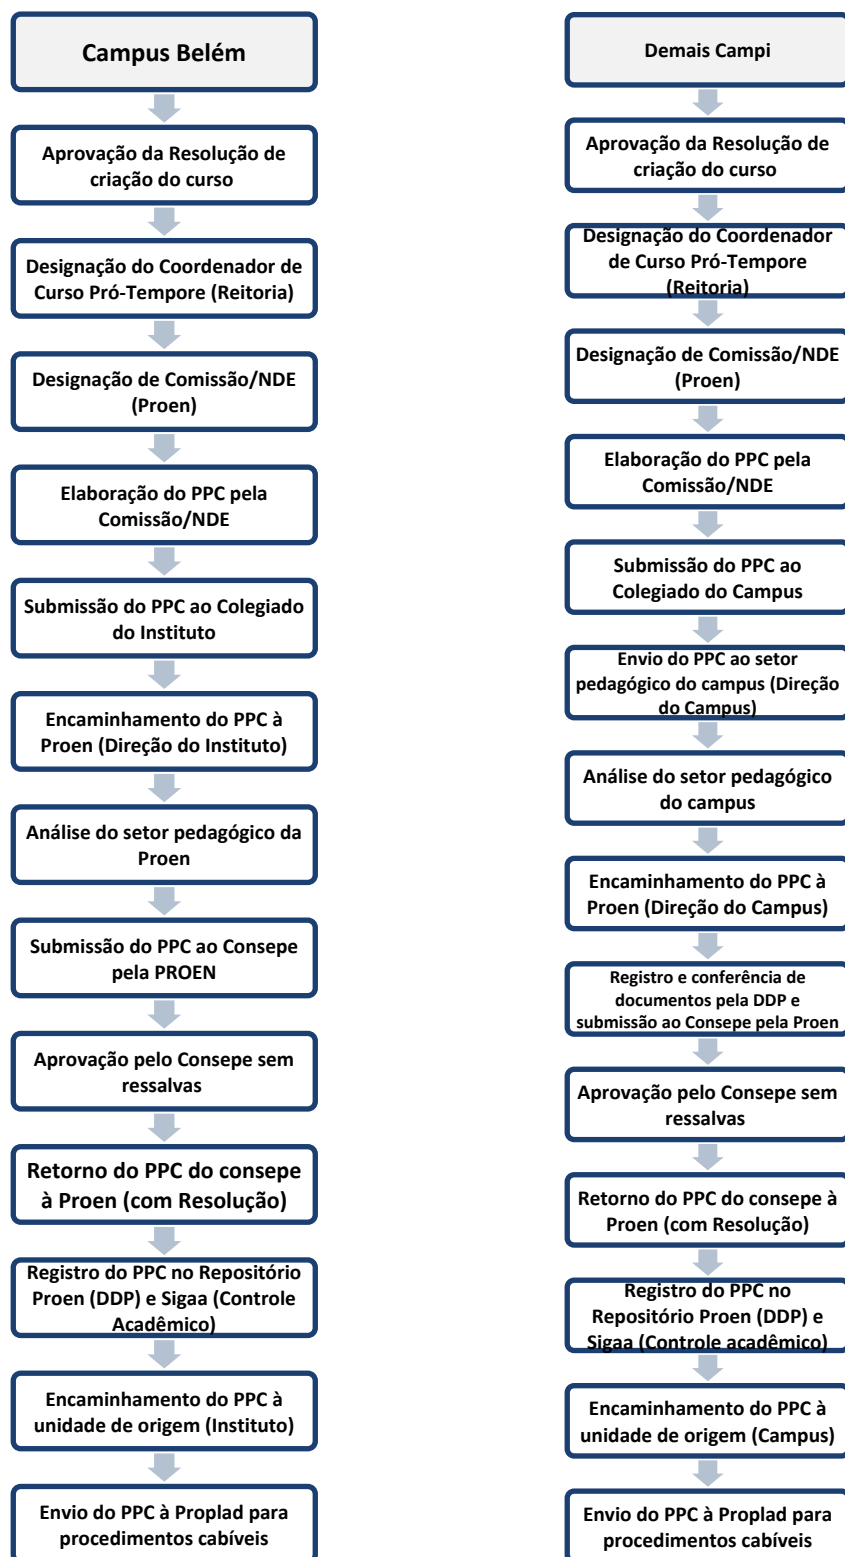 Campus Belém
Aprovação da Resolução de
criação do curso
Designação do Coordenador de
Curso Pró-Tempore (Reitoria)
Designação de Comissão/NDE
(Proen)
Elaboração do PPC pela
Comissão/NDE
Submissão do PPC ao Colegiado
do Instituto
Encaminhamento do PPC à
Proen (Direção do Instituto)
Análise do setor pedagógico da
Proen
Submissão do PPC ao Consepe
pela PROEN
Aprovação pelo Consepe sem
ressalvas
Retorno do PPC do consepe
à Proen (com Resolução)
Registro do PPC no Repositório
Proen (DDP) e Sigaa (Controle
Acadêmico)
Encaminhamento do PPC à
unidade de origem (Instituto)
Envio do PPC à Proplad para
procedimentos cabíveis
Demais Campi
Aprovação da Resolução de
criação do curso
Designação do Coordenador
de Curso Pró-Tempore
(Reitoria)
Designação de Comissão/NDE
(Proen)
Elaboração do PPC pela
Comissão/NDE
Submissão do PPC ao
Colegiado do Campus
Envio do PPC ao setor
pedagógico do campus (Direção
do Campus)
Análise do setor pedagógico
do campus
Encaminhamento do PPC à
Proen (Direção do Campus)
Registro e conferência de
documentos pela DDP e
submissão ao Consepe pela Proen
Aprovação pelo Consepe sem
ressalvas
Retorno do PPC do consepe à
Proen (com Resolução)
Registro do PPC no
Repositório Proen (DDP) e
Sigaa (Controle acadêmico)
Encaminhamento do PPC à
unidade de origem (Campus)
Envio do PPC à Proplad para
procedimentos cabíveis